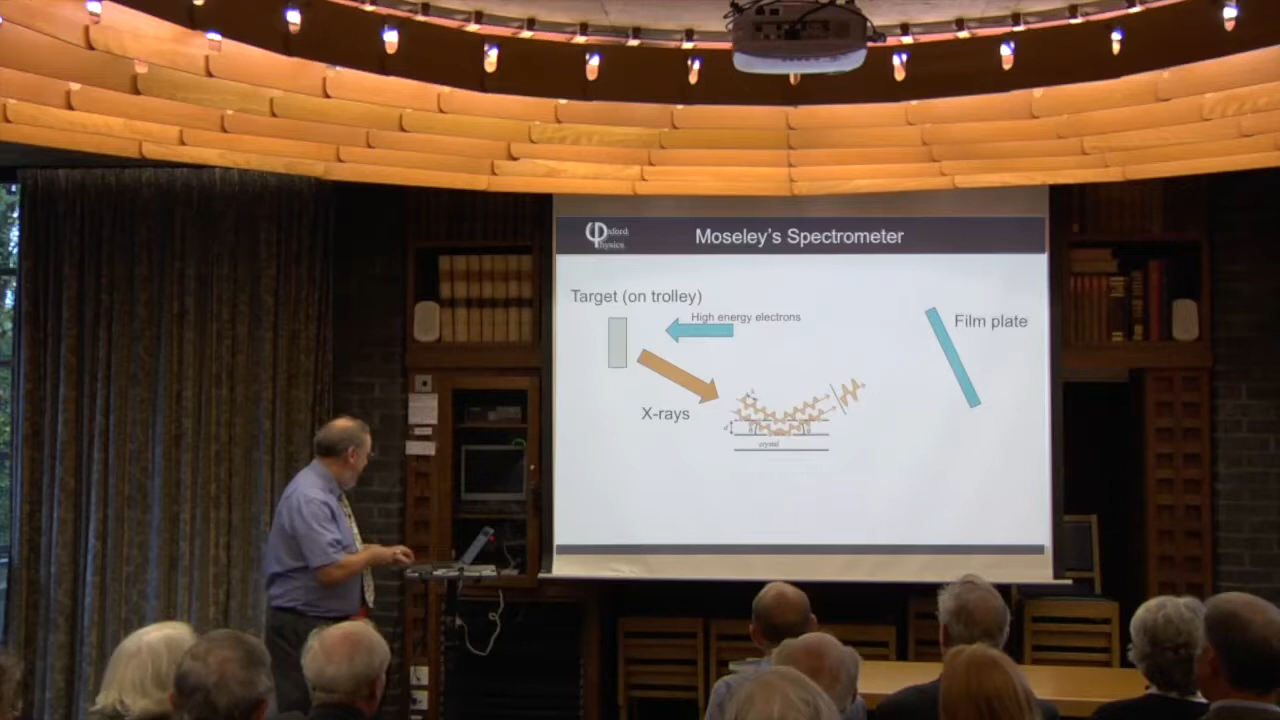 Oxford
Physics
Moseley's Spectrometer
Target (on trolley)
High energy electrons
Film plate
X-rays
crystal